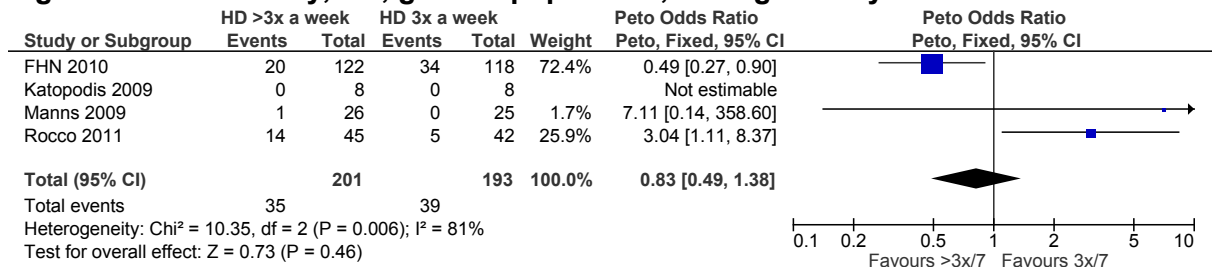 HD >3x a week HD 3x a week Peto Odds Ratio Peto Odds Ratio
Study or Subgroup Events Total Events Total Weight Peto, Fixed, 95% CI Peto, Fixed, 95% CI
FHN 2010 20 122 34 118 72.4% 0.49 [0.27, 0.90]
Katopodis 2009 0 8 0 8 Not estimable
Manns 2009 1 26 0 25 1.7% 7.11 [0.14, 358.60]
Rocco 2011 14 45 5 42 25.9% 3.04 [1.11, 8.37]
Total (95% CI) 201 193 100.0% 0.83 [0.49, 1.38]
Total events 35 39
Heterogeneity: Chi² = 10.35, df = 2 (P = 0.006); I² = 81%
Test for overall effect: Z = 0.73 (P = 0.46)
0.1 0.2 0.5 1 2 5 10
Favours >3x/7 Favours 3x/7